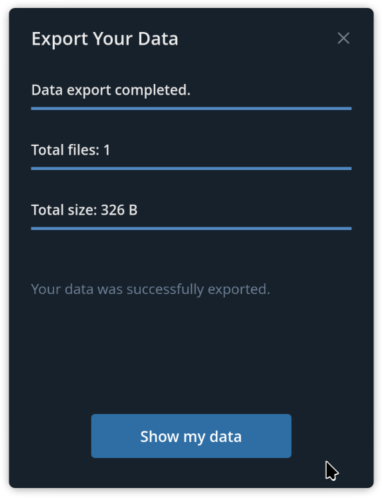 Export Your Data
Data export completed.
Total files: 1
Total size: 326 B
Your data was successfully exported.
Show my data